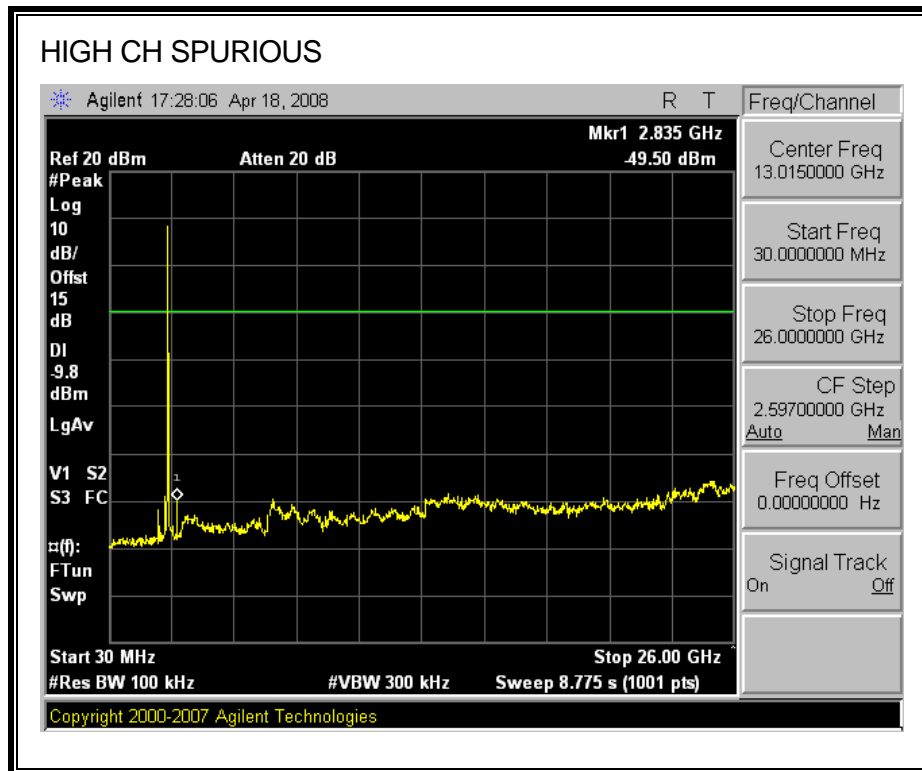 HIGH CH SPURIOUS
Agilent 17:28:06 Apr 18, 2008 R T
Freq/Channel
Mkr1 2.835 GHz
Ref 20 dBm Atten 20 dB -49.50 dBm
#Peak
Log
10
dB/
Offst
15
dB
DI
-9.8
dBm
LgAv
V1 S2
S3 FC
¤(f):
FTun
Swp
1
Start 30 MHz Stop 26.00 GHz
#Res BW 100 kHz #VBW 300 kHz Sweep 8.775 s (1001 pts)
Copyright 2000-2007 Agilent Technologies
Center Freq
13.0150000 GHz
Start Freq
30.0000000 MHz
Stop Freq
26.0000000 GHz
CF Step
2.59700000 GHz
Auto Man
Freq Offset
0.00000000 Hz
Signal Track
On Off